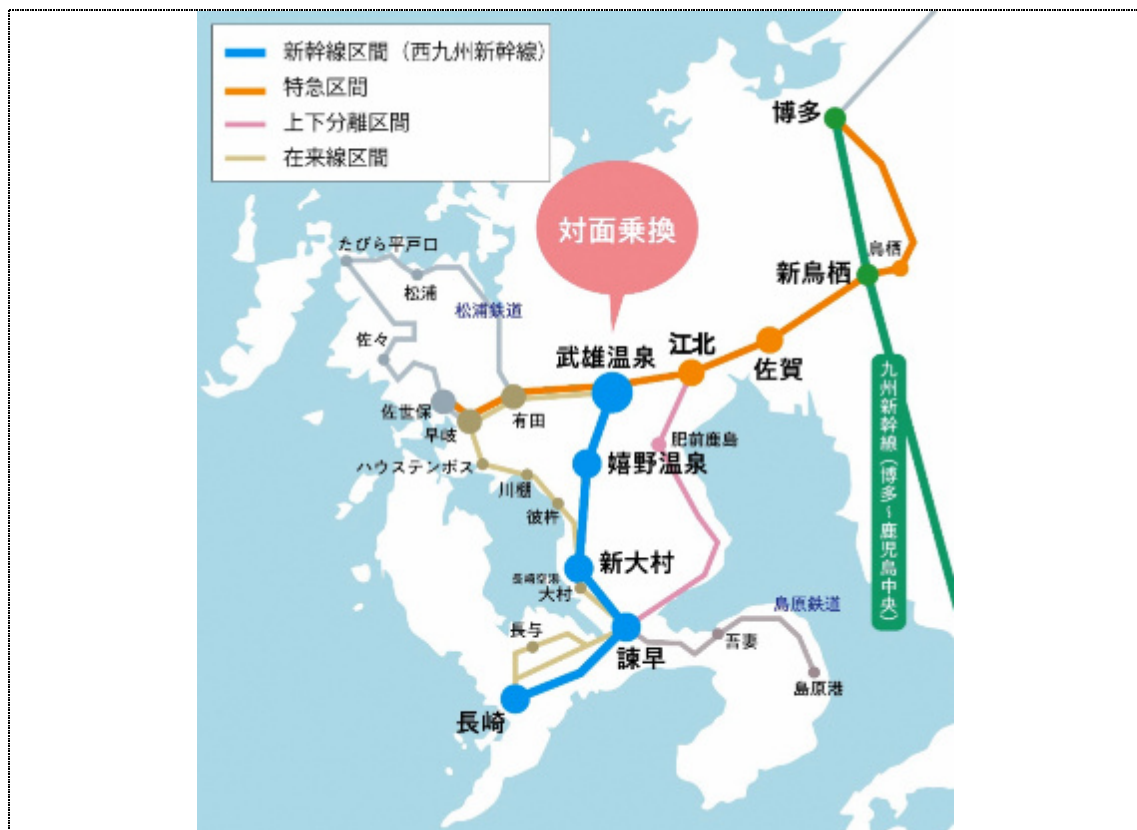 新幹線区間（西九州新幹線）
特急区間
上下分離区間
在来線区間
博多
対面乗換
鳥栖
新鳥栖
たびら平戸口
松浦
松浦鉄道
佐々
武雄温泉
江北
佐賀
九州新幹線（博多～鹿児島中央）
佐世保
早岐
有田
肥前鹿島
ハウステンボス
嬉野温泉
川棚
彼杵
新大村
長崎空港
大村
島原鉄道
長与
吾妻
諫早
島原港
長崎